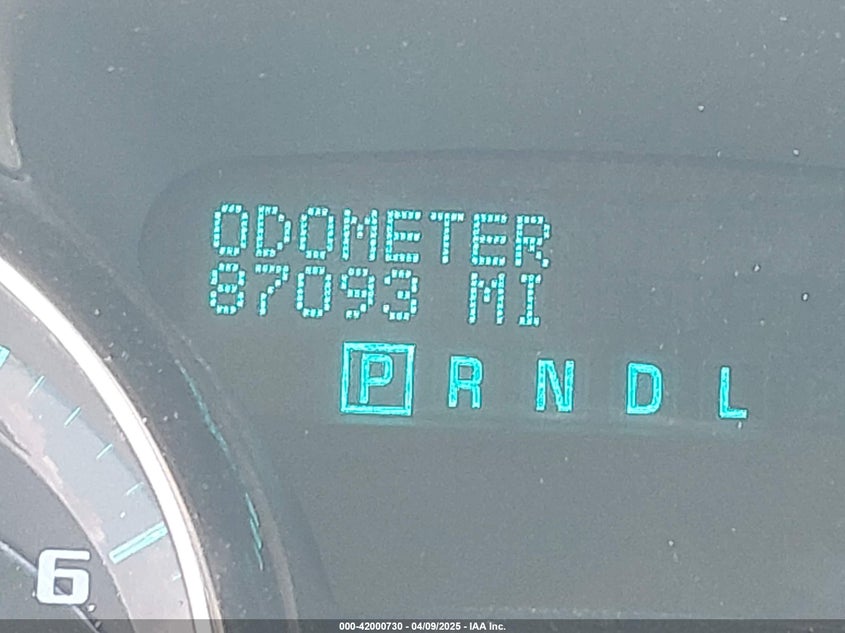 ODOMETER
87093 MI
P R N D L
6
000-42000730 - 04/09/2025 - IAA Inc.